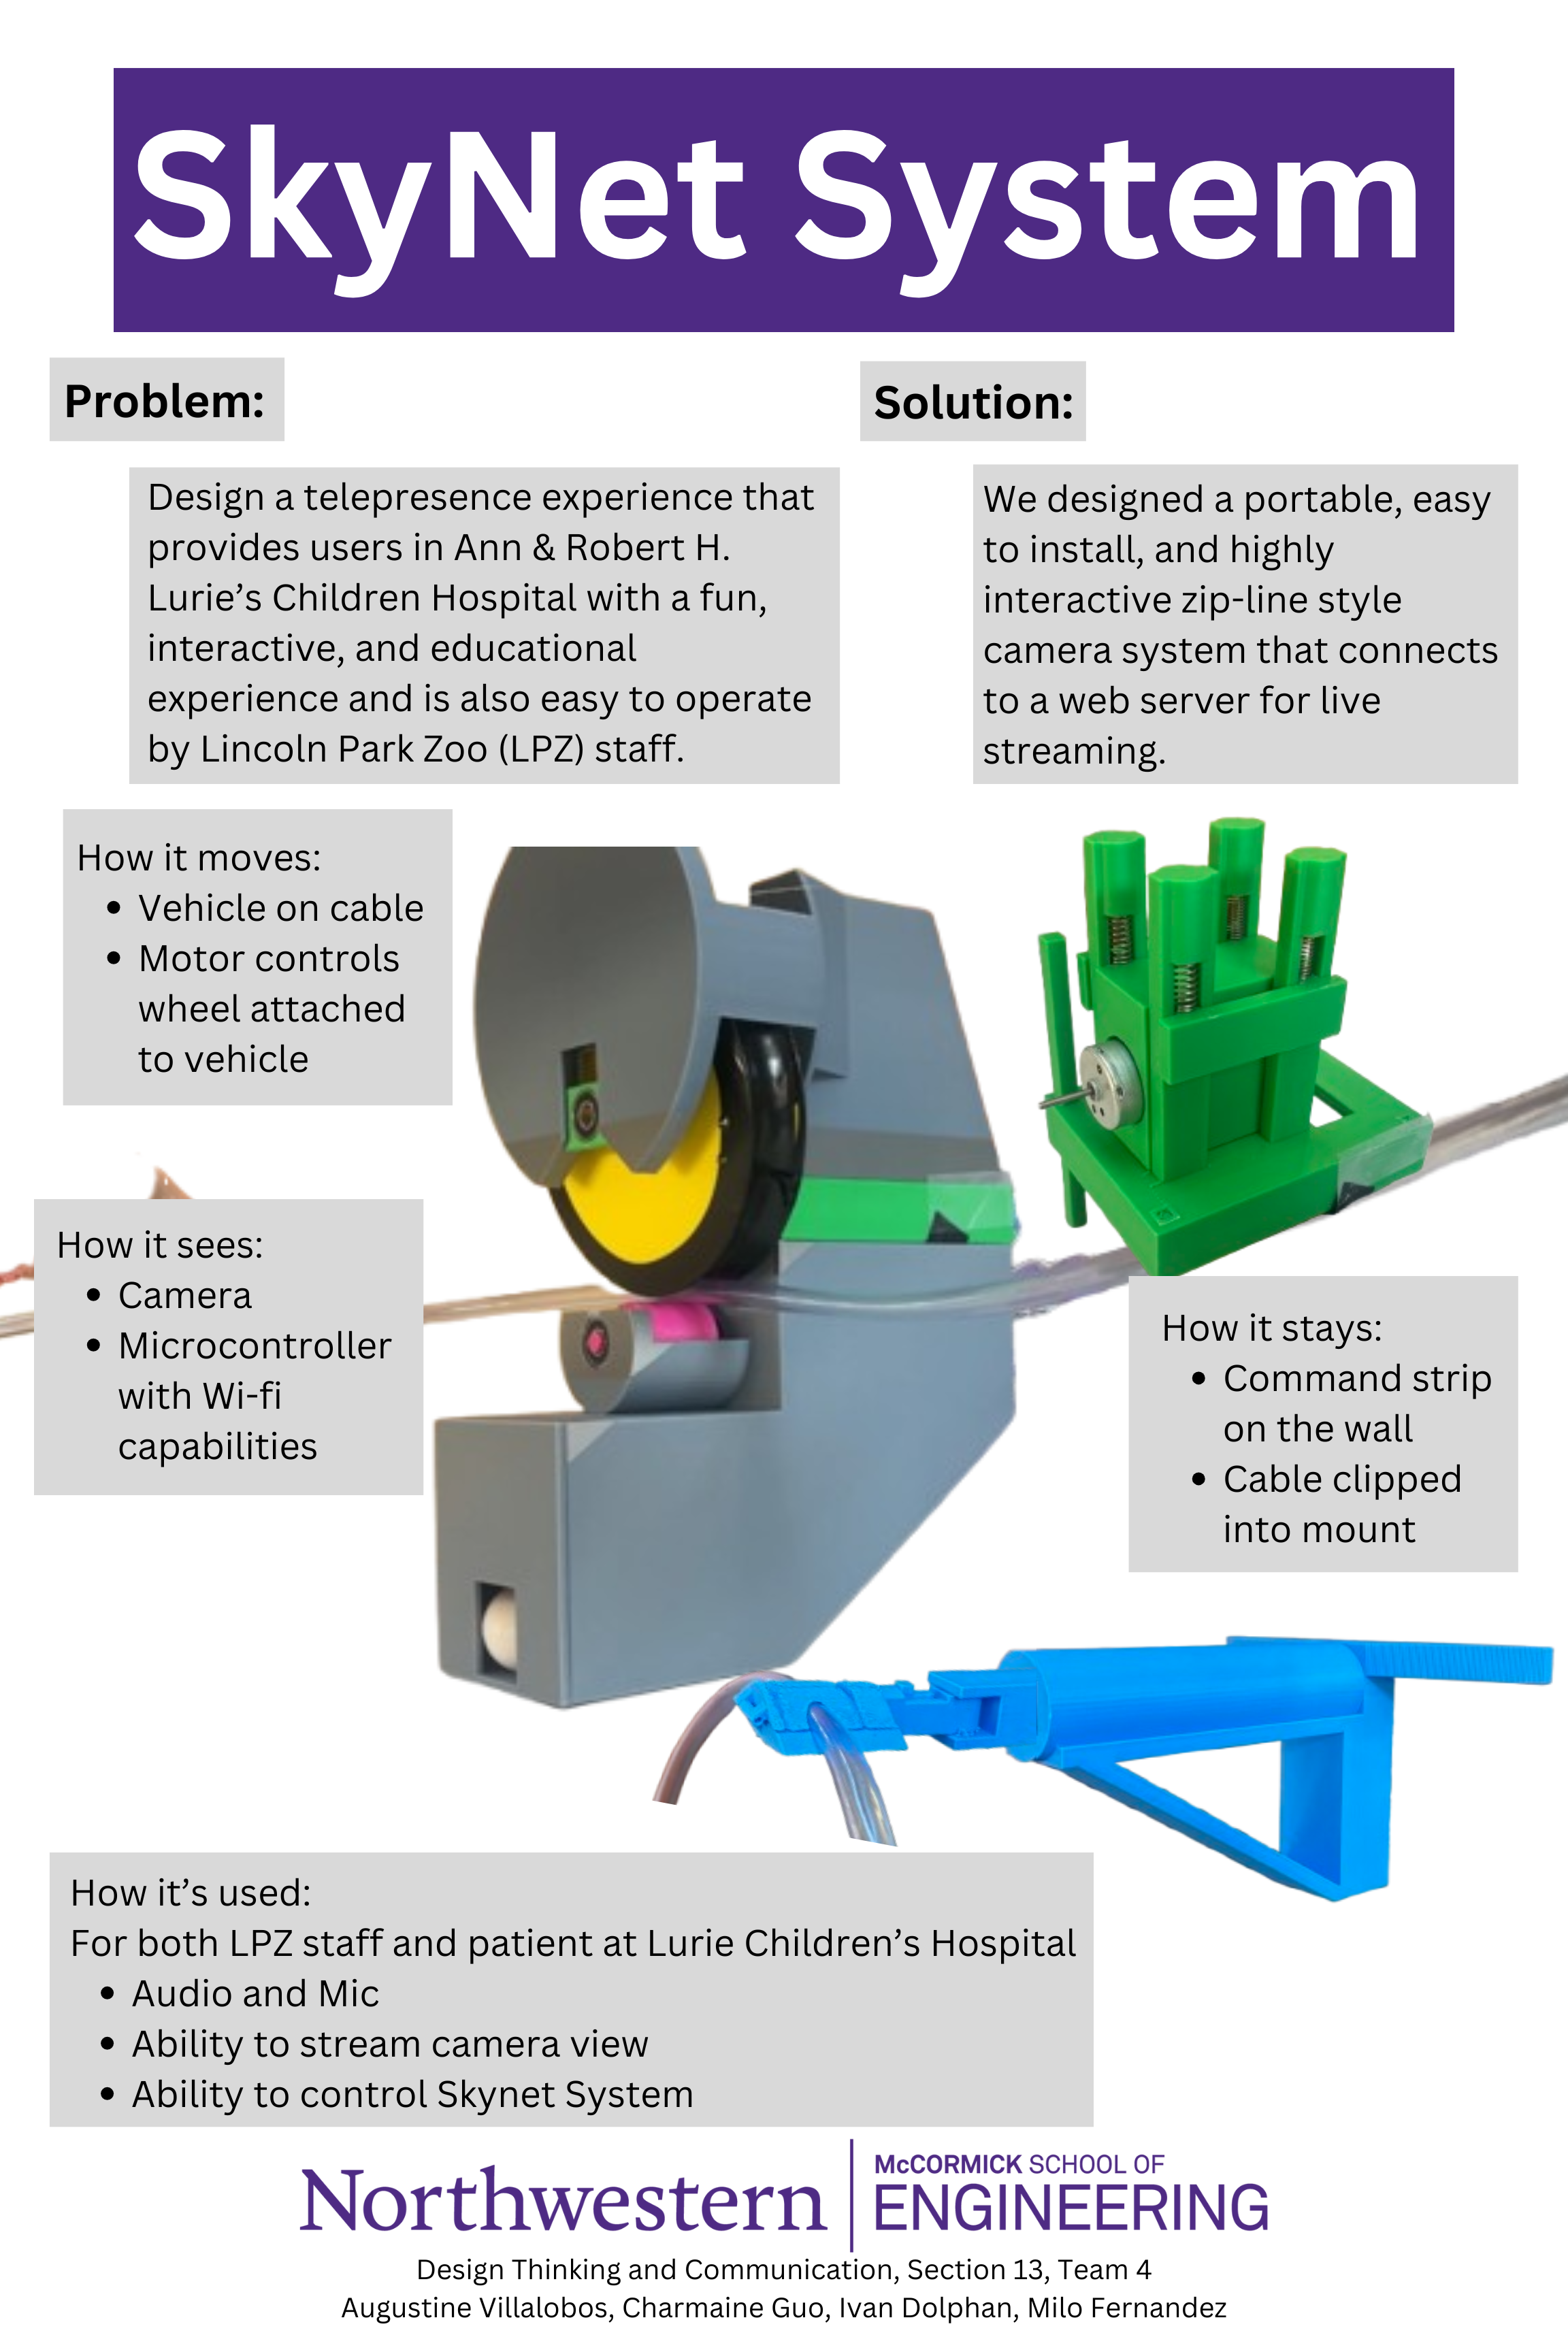 SkyNet System
Problem:
Design a telepresence experience that
provides users in Ann & Robert H.
Lurie’s Children Hospital with a fun,
interactive, and educational
experience and is also easy to operate
by Lincoln Park Zoo (LPZ) staff.
Solution:
We designed a portable, easy
to install, and highly
interactive zip-line style
camera system that connects
to a web server for live
streaming.
How it moves:
• Vehicle on cable
• Motor controls
wheel attached
to vehicle
How it sees:
• Camera
• Microcontroller
with Wi-fi
capabilities
How it stays:
• Command strip
on the wall
• Cable clipped
into mount
How it’s used:
For both LPZ staff and patient at Lurie Children’s Hospital
• Audio and Mic
• Ability to stream camera view
• Ability to control Skynet System
Northwestern
McCORMICK SCHOOL OF
ENGINEERING
Design Thinking and Communication, Section 13, Team 4
Augustine Villalobos, Charmaine Guo, Ivan Dolphan, Milo Fernandez